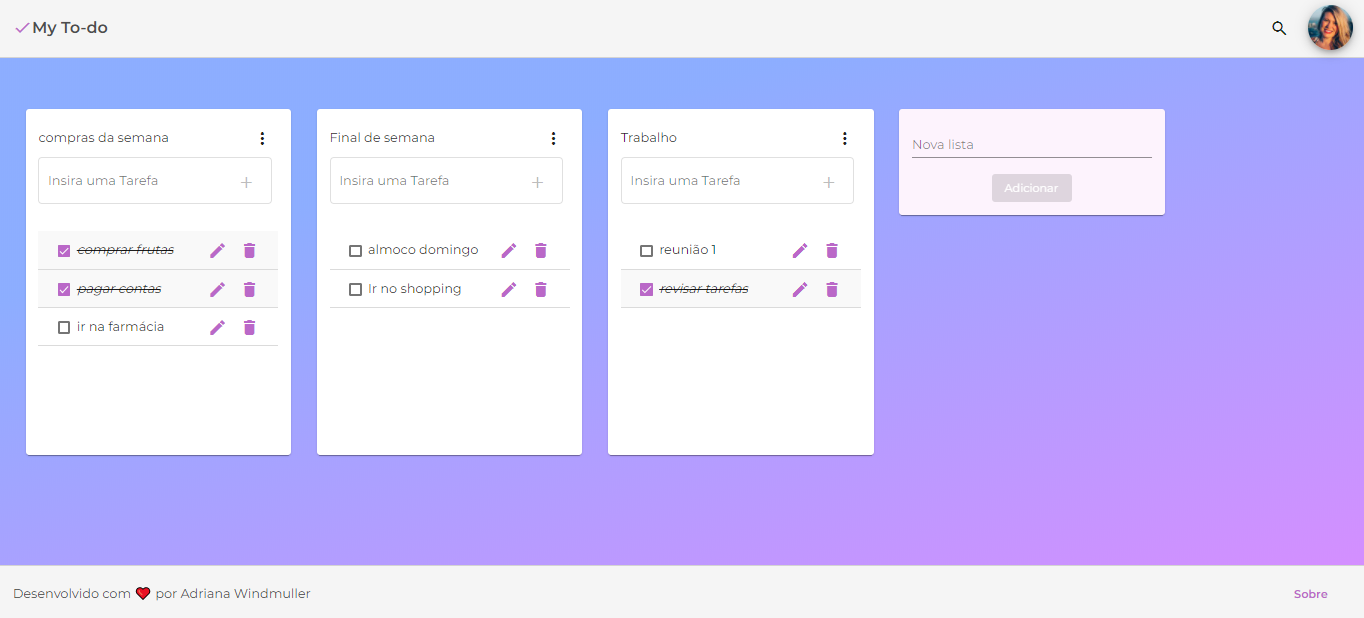 My To-do
compras da semana
Insira uma Tarefa
comprar frutas
pagar contas
ir na farmácia
Final de semana
Insira uma Tarefa
almoco domingo
Ir no shopping
Trabalho
Insira uma Tarefa
reunião 1
revisar tarefas
Nova lista
Adicionar
Desenvolvido com ❤ por Adriana Windmuller
Sobre